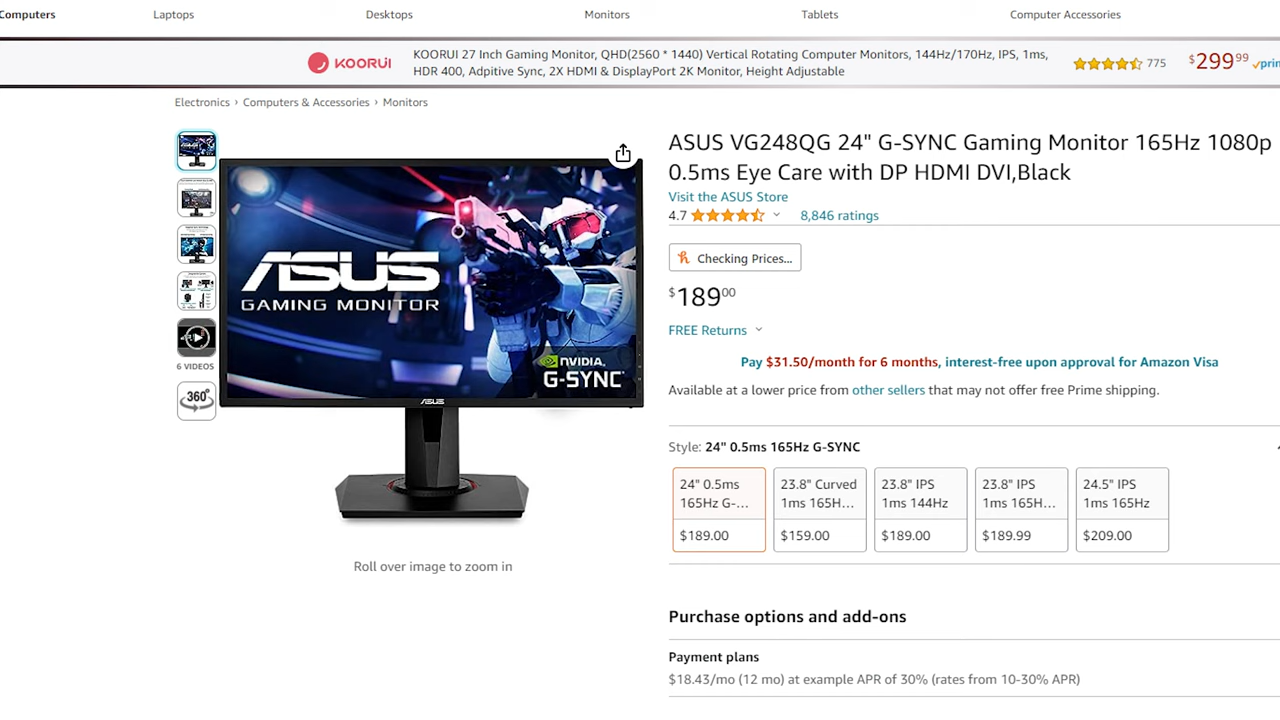 Computers
Laptops
Desktops
Monitors
Tablets
Computer Accessories
KOORUI
KOORUI 27 Inch Gaming Monitor, QHD(2560 * 1440) Vertical Rotating Computer Monitors, 144Hz/170Hz, IPS, 1ms,
HDR 400, Adpitive Sync, 2X HDMI & DisplayPort 2K Monitor, Height Adjustable
775
$299 99
prin
Electronics › Computers & Accessories › Monitors
ASUS VG248QG 24" G-SYNC Gaming Monitor 165Hz 1080p
0.5ms Eye Care with DP HDMI DVI,Black
Visit the ASUS Store
4.7
8,846 ratings
Checking Prices...
$189 00
FREE Returns
Pay $31.50/month for 6 months, interest-free upon approval for Amazon Visa
Available at a lower price from other sellers that may not offer free Prime shipping.
ASUS
GAMING MONITOR
NVIDIA.
G-SYNC
ASUS
6 VIDEOS
360°
Roll over image to zoom in
Style: 24" 0.5ms 165Hz G-SYNC
24" 0.5ms
165Hz G-...
$189.00
23.8" Curved
1ms 165H...
$159.00
23.8" IPS
1ms 144Hz
$189.00
23.8" IPS
1ms 165H...
$189.99
24.5" IPS
1ms 165Hz
$209.00
Purchase options and add-ons
Payment plans
$18.43/mo (12 mo) at example APR of 30% (rates from 10-30% APR)